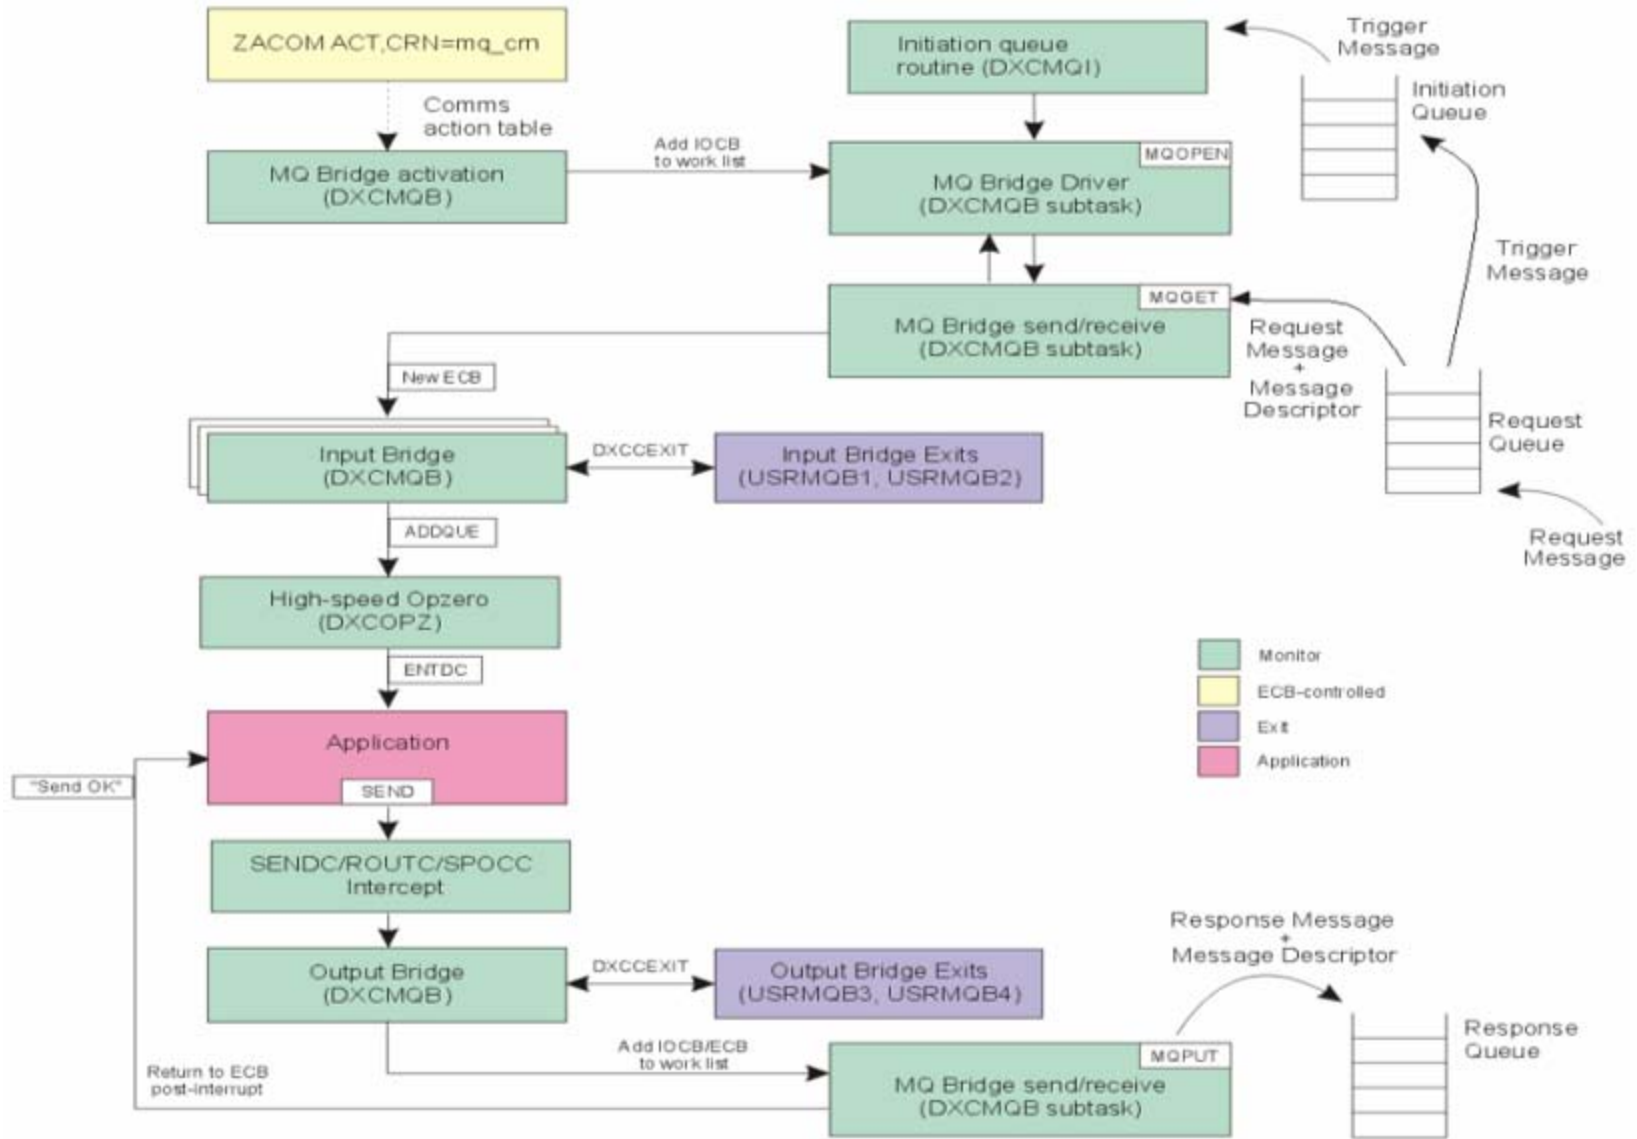 ZACOM ACT,CRN=mq_crn
Comms
action table
MQ Bridge activation
(DXCMQB)
Add IOCB
to work list
Initiation queue
routine (DXCMQI)
Trigger
Message
Initiation
Queue
MQOPEN
MQ Bridge Driver
(DXCMQB subtask)
Trigger
Message
MQGET
MQ Bridge send/receive
(DXCMQB subtask)
Request
Message
+
Message
Descriptor
Request
Queue
Request
Message
New ECB
Input Bridge
(DXCMQB)
DXCCEXIT
Input Bridge Exits
(USRMQB1, USRMQB2)
ADDQUE
High-speed Opzero
(DXCOPZ)
ENTDC
Monitor
ECB-controlled
Exit
Application
Application
SEND
"Send OK"
SENDC/ROUTC/SPOCC
Intercept
Output Bridge
(DXCMQB)
DXCCEXIT
Output Bridge Exits
(USRMQB3, USRMQB4)
Response Message
+
Message Descriptor
Response
Queue
Add IOCB/ECB
to work list
MQPUT
MQ Bridge send/receive
(DXCMQB subtask)
Return to ECB
post-interrupt